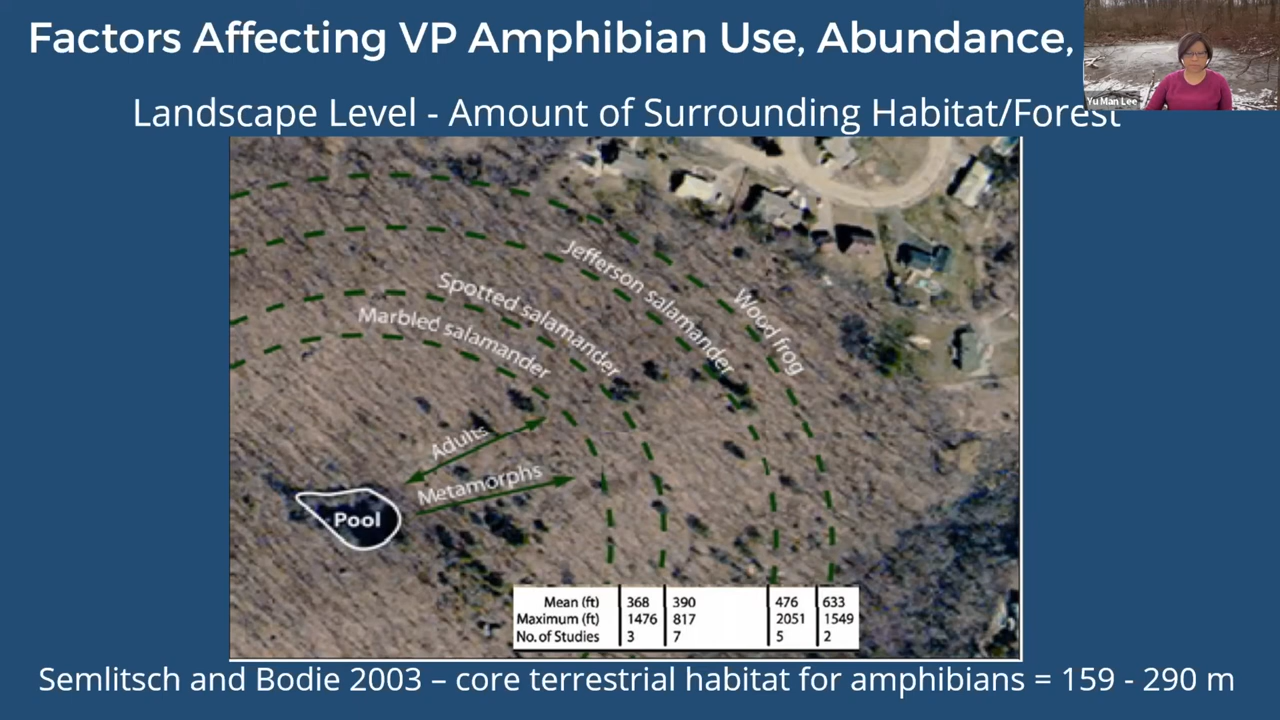 Factors Affecting VP Amphibian Use, Abundance,
Yu Man Lee
Landscape Level - Amount of Surrounding Habitat/Forest
Jefferson salamander
Wood frog
Spotted salamander
Marbled salamander
Adults
Metamorphs
Pool
Mean (ft) 368 390 476 633
Maximum (ft) 1476 817 2051 1549
No. of Studies 3 7 5 2
Semlitsch and Bodie 2003 – core terrestrial habitat for amphibians = 159 - 290 m